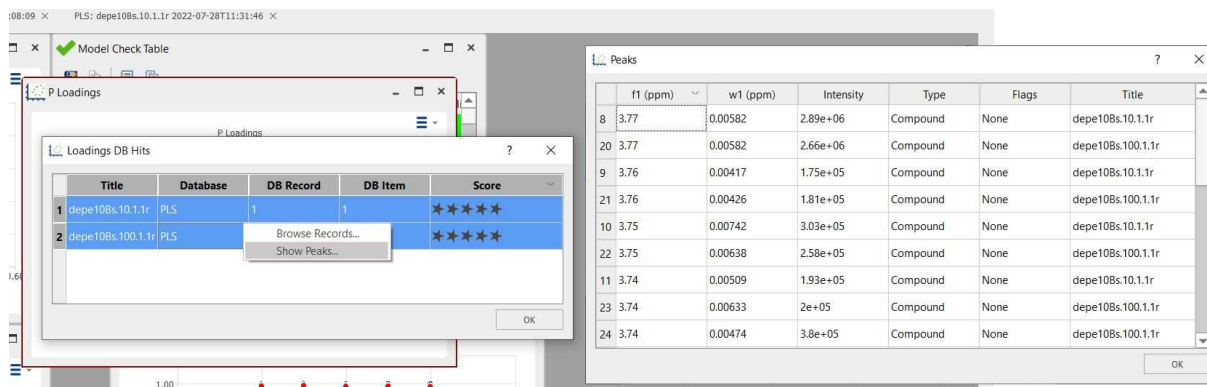 :08:09 × PLS: depe10Bs.10.1.1r 2022-07-28T11:31:46 ×
Model Check Table
P Loadings
P Loadings
Loadings DB Hits ?
Title Database DB Record DB Item Score
1 depe10Bs.10.1.1r PLS 1 1 ★★★★★
2 depe10Bs.100.1.1r PLS ★★★★★
Browse Records...
Show Peaks...
OK
1.00
Peaks ?
f1 (ppm) w1 (ppm) Intensity Type Flags Title
8 3.77 0.00582 2.89e+06 Compound None depe10Bs.10.1.1r
20 3.77 0.00582 2.66e+06 Compound None depe10Bs.100.1.1r
9 3.76 0.00417 1.75e+05 Compound None depe10Bs.10.1.1r
21 3.76 0.00426 1.81e+05 Compound None depe10Bs.100.1.1r
10 3.75 0.00742 3.03e+05 Compound None depe10Bs.10.1.1r
22 3.75 0.00638 2.58e+05 Compound None depe10Bs.100.1.1r
11 3.74 0.00509 1.93e+05 Compound None depe10Bs.10.1.1r
23 3.74 0.00633 2e+05 Compound None depe10Bs.100.1.1r
24 3.74 0.00474 3.8e+05 Compound None depe10Bs.100.1.1r
OK